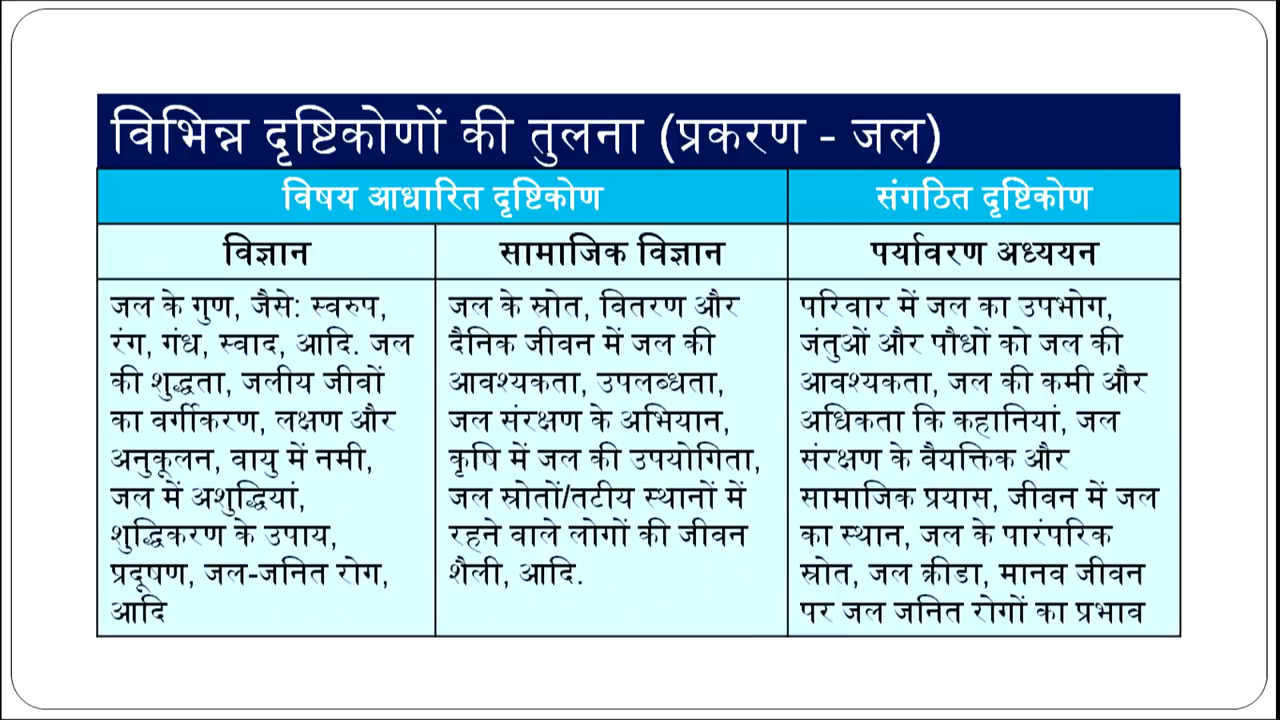 विभिन्न दृष्टिकोणों की तुलना (प्रकरण - जल)
विषय आधारित दृष्टिकोण
संगठित दृष्टिकोण
विज्ञान
सामाजिक विज्ञान
पर्यावरण अध्ययन
जल के गुण, जैसे: स्वरुप,
रंग, गंध, स्वाद, आदि. जल
की शुद्धता, जलीय जीवों
का वर्गीकरण, लक्षण और
अनुकूलन, वायु में नमी,
जल में अशुद्धियां,
शुद्धिकरण के उपाय,
प्रदूषण, जल-जनित रोग,
आदि
जल के स्रोत, वितरण और
दैनिक जीवन में जल की
आवश्यकता, उपलब्धता,
जल संरक्षण के अभियान,
कृषि में जल की उपयोगिता,
जल स्रोतों/तटीय स्थानों में
रहने वाले लोगों की जीवन
शैली, आदि.
परिवार में जल का उपभोग,
जंतुओं और पौधों को जल की
आवश्यकता, जल की कमी और
अधिकता कि कहानियां, जल
संरक्षण के वैयक्तिक और
सामाजिक प्रयास, जीवन में जल
का स्थान, जल के पारंपरिक
स्रोत, जल क्रीडा, मानव जीवन
पर जल जनित रोगों का प्रभाव